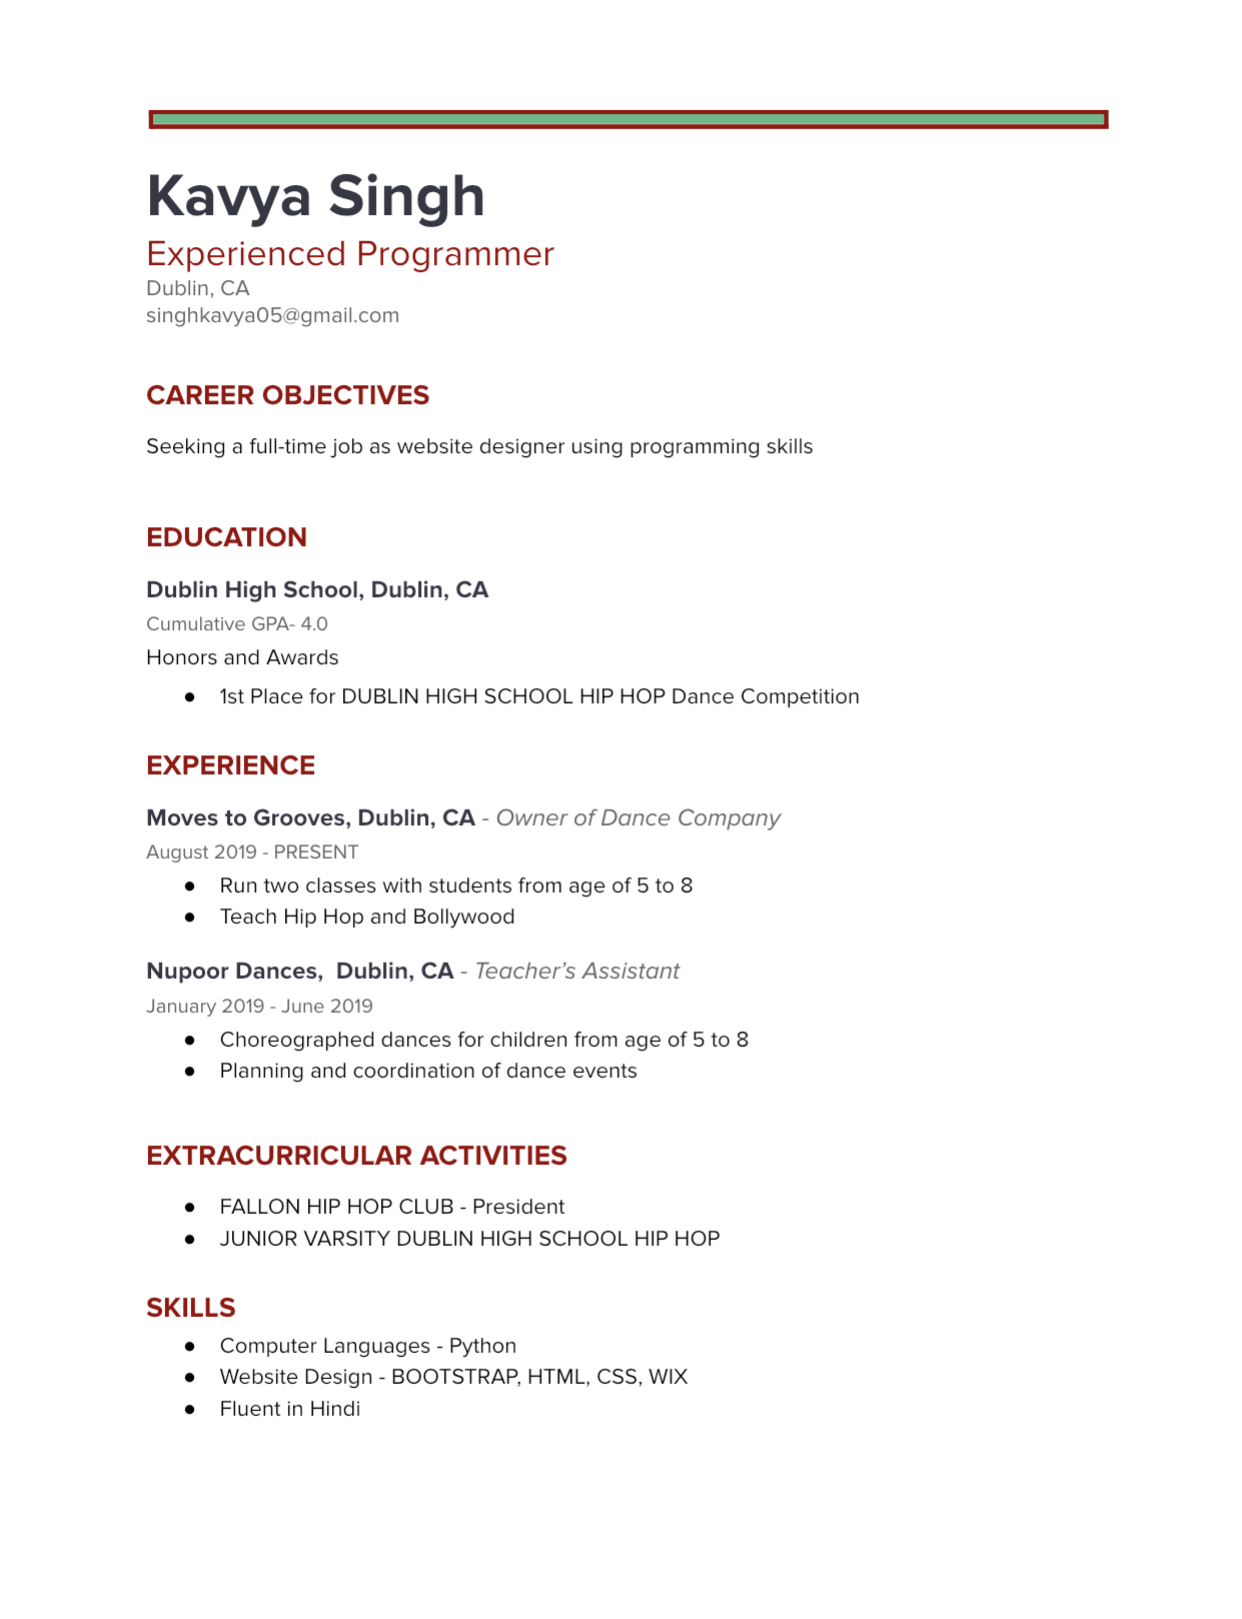 Kavya Singh
Experienced Programmer
Dublin, CA
singhkavya05@gmail.com
CAREER OBJECTIVES
Seeking a full-time job as website designer using programming skills
EDUCATION
Dublin High School, Dublin, CA
Cumulative GPA- 4.0
Honors and Awards
● 1st Place for DUBLIN HIGH SCHOOL HIP HOP Dance Competition
EXPERIENCE
Moves to Grooves, Dublin, CA - Owner of Dance Company
August 2019 - PRESENT
● Run two classes with students from age of 5 to 8
● Teach Hip Hop and Bollywood
Nupoor Dances,  Dublin, CA - Teacher’s Assistant
January 2019 - June 2019
● Choreographed dances for children from age of 5 to 8
● Planning and coordination of dance events
EXTRACURRICULAR ACTIVITIES
● FALLON HIP HOP CLUB - President
● JUNIOR VARSITY DUBLIN HIGH SCHOOL HIP HOP
SKILLS
● Computer Languages - Python
● Website Design - BOOTSTRAP, HTML, CSS, WIX
● Fluent in Hindi